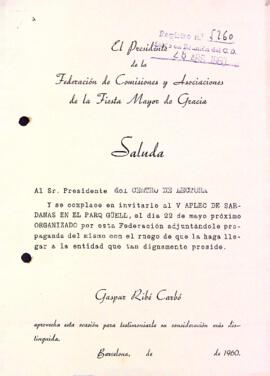 Registro n.° 5260
El Presidente
de la
Federación de Comisiones y Asociaciones
de la Fiesta Mayor de Gracia
Saluda
Al Sr. Presidente del CENTRO DE LECTURA
Y se complace en invitarlo al V APLEC DE SAR-
DANAS EN EL PARQ GÜELL, el dia 22 de mayo próximo
ORGANIZADO por esta Federación adjuntándole pro-
paganda del mismo con el ruego de que la haga lle-
gar a la entidad que tan dignamente preside.
Gaspar Ribé Carbó
aprovecha esta ocasión para testimoniarle su consideración más dis-
tinguida.
Barcelona, de de 1960.